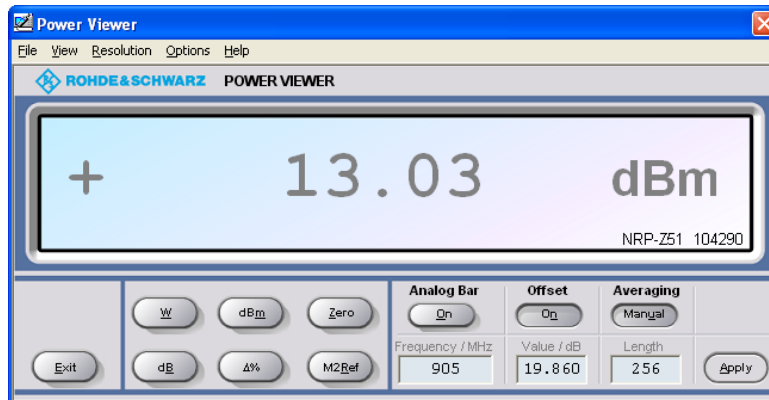 Power Viewer
File View Resolution Options Help
ROHDE&SCHWARZ POWER VIEWER
+ 13.03 dBm
NRP-Z51 104290
Analog Bar Offset Averaging
W dBm Zero On On Manual
Frequency / MHz Value / dB Length
Exit dB Δ% M2Ref 905 19.860 256 Apply